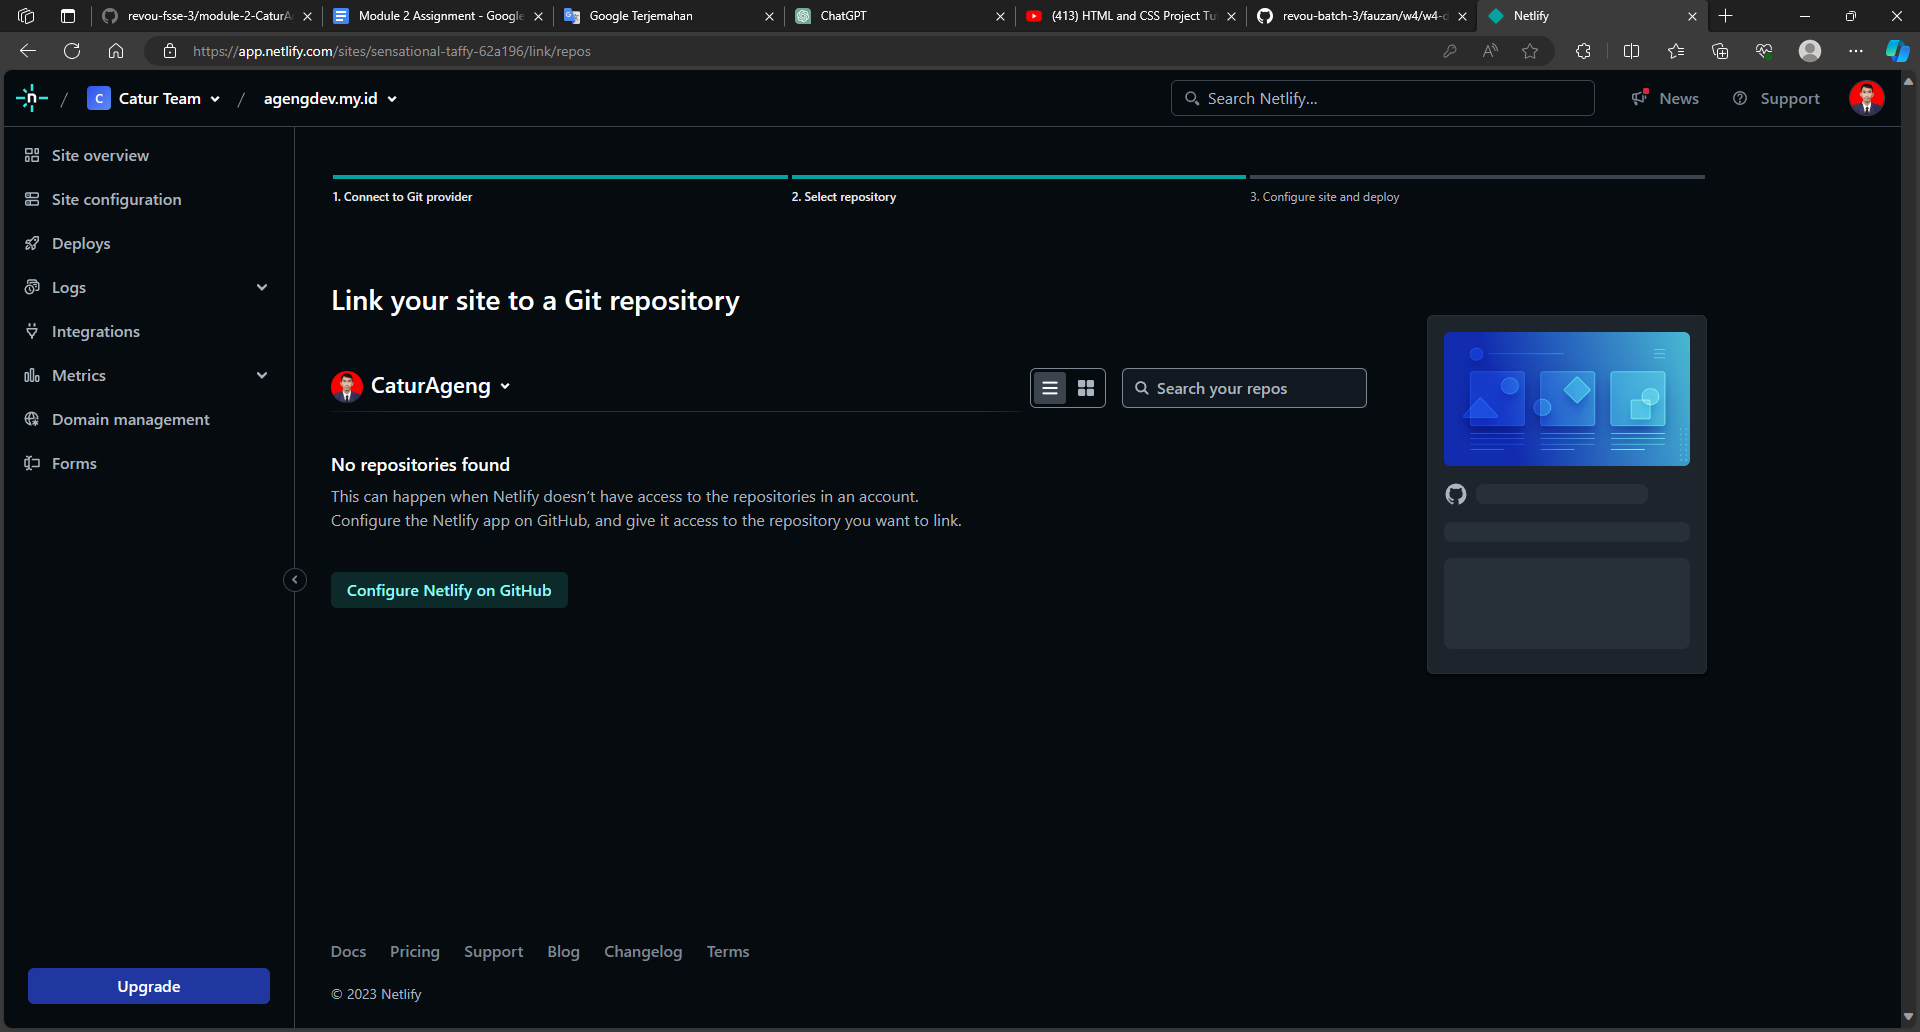 revou-fsse-3/module-2-CaturA
Module 2 Assignment - Google
Google Terjemahan
ChatGPT
(413) HTML and CSS Project Tu
revou-batch-3/fauzan/w4/w4-d
Netlify
https://app.netlify.com/sites/sensational-taffy-62a196/link/repos
n / C Catur Team / agengdev.my.id
Search Netlify...
News
Support
Site overview
Site configuration
Deploys
Logs
Integrations
Metrics
Domain management
Forms
Upgrade
1. Connect to Git provider
2. Select repository
3. Configure site and deploy
Link your site to a Git repository
CaturAgeng
Search your repos
No repositories found
This can happen when Netlify doesn’t have access to the repositories in an account.
Configure the Netlify app on GitHub, and give it access to the repository you want to link.
Configure Netlify on GitHub
Docs Pricing Support Blog Changelog Terms
© 2023 Netlify